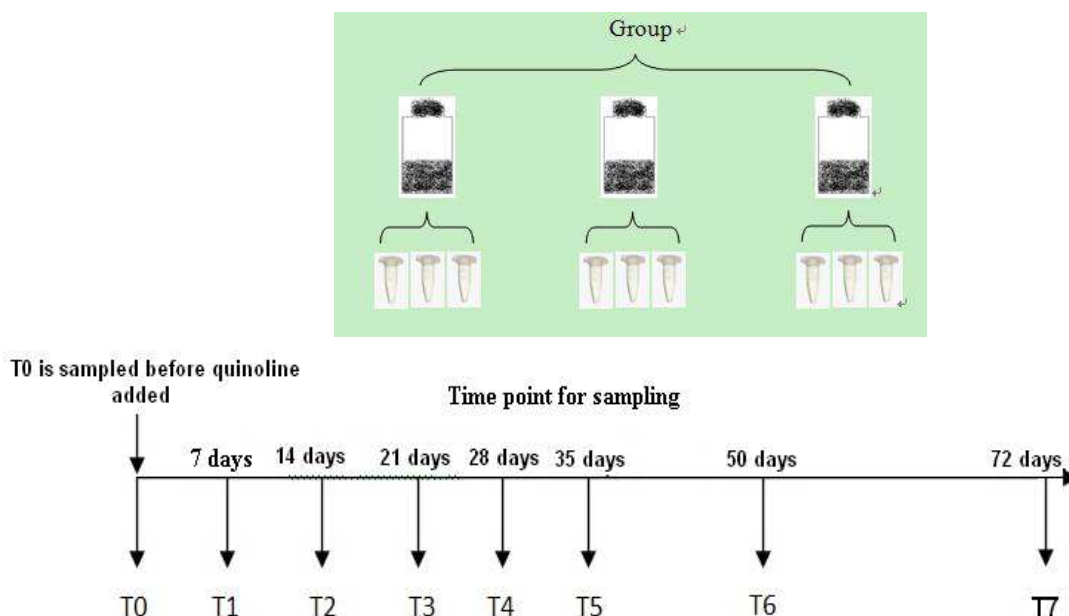 Group
T0 is sampled before quinoline
added
Time point for sampling
7 days 14 days 21 days 28 days 35 days 50 days 72 days
T0 T1 T2 T3 T4 T5 T6 T7